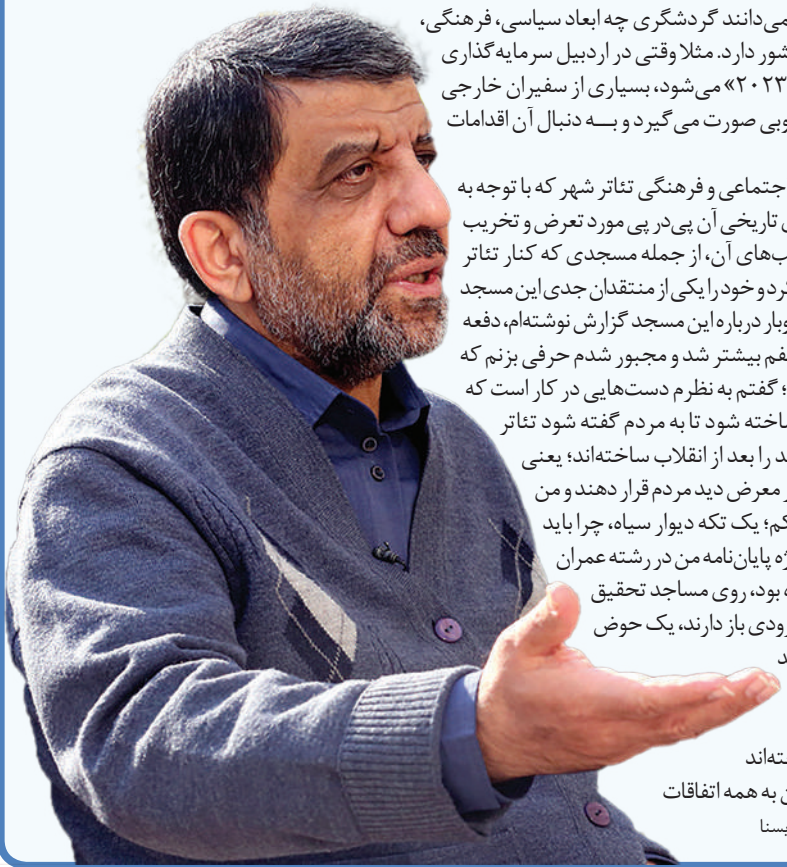 می‌دانند گردشگری چه ابعاد سیاسی، فرهنگی،
شور دارد. مثلا وقتی در اردبیل سرمایه‌گذاری
۲۰۲۳» می‌شود، بسیاری از سفیران خارجی
وبی صورت می‌گیرد و بــه دنبال آن اقدامات
جتماعی و فرهنگی تئاتر شهر که با توجه به
تاریخی آن پی‌در پی مورد تعرض و تخریب
ب‌های آن، از جمله مسجدی که کنار تئاتر
کرد و خود را یکی از منتقدان جدی این مسجد
وبار درباره این مسجد گزارش نوشته‌ام، دفعه
فم بیشتر شد و مجبور شدم حرفی بزنم که
؛ گفتم به نظرم دست‌هایی در کار است که
ساخته شود تا به مردم گفته شود تئاتر
د را بعد از انقلاب ساخته‌اند؛ یعنی
ر معرض دید مردم قرار دهند و من
کم؛ یک تکه دیوار سیاه، چرا باید
ژه پایان‌نامه من در رشته عمران
ه بود، روی مساجد تحقیق
رودی باز دارند، یک حوض
د
ته‌اند
ن به همه اتفاقات
یسنا